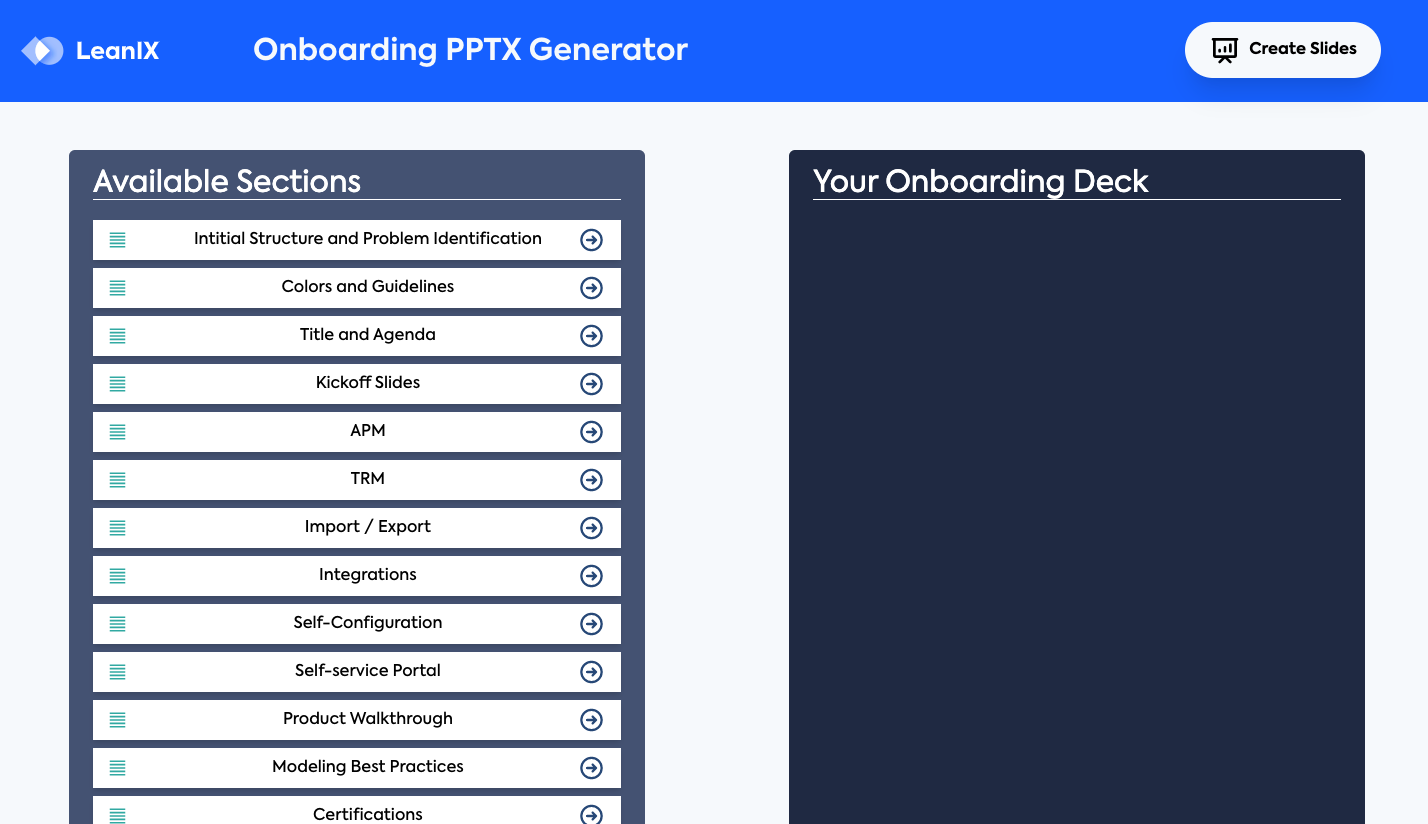 LeanIX
Onboarding PPTX Generator
Create Slides
Available Sections
Intitial Structure and Problem Identification
Colors and Guidelines
Title and Agenda
Kickoff Slides
APM
TRM
Import / Export
Integrations
Self-Configuration
Self-service Portal
Product Walkthrough
Modeling Best Practices
Certifications
Your Onboarding Deck